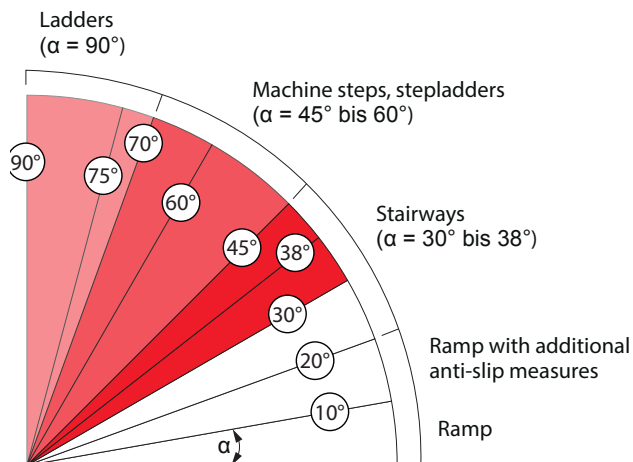 Ladders
(α = 90°)
Machine steps, stepladders
(α = 45° bis 60°)
Stairways
(α = 30° bis 38°)
Ramp with additional
anti-slip measures
Ramp
90°
75°
70°
60°
45°
38°
30°
20°
10°
α